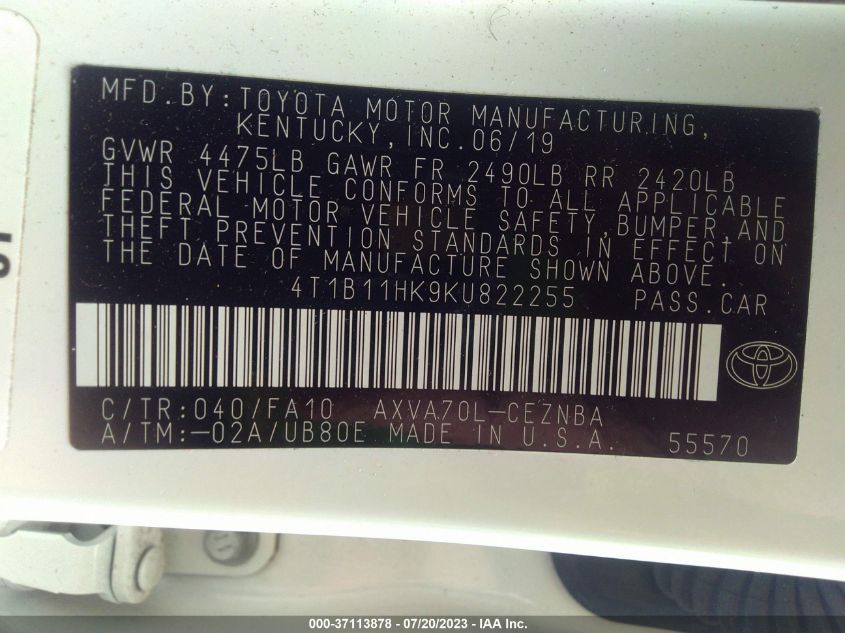 MFD.BY:TOYOTA MOTOR MANUFACTURING,
KENTUCKY,INC.06/19
GVWR 4475LB GAWR FR 2490LB RR 2420LB
THIS VEHICLE CONFORMS TO ALL APPLICABLE
FEDERAL MOTOR VEHICLE SAFETY,BUMPER,AND
THEFT PREVENTION STANDARDS IN EFFECT ON
THE DATE OF MANUFACTURE SHOWN ABOVE.
4T1B11HK9KU822255 PASS.CAR
C/TR:040/FA10 AXVA70L-CEZNBA
A/TM:-02A/UB80E MADE IN U.S.A. 55570
000-37113878 - 07/20/2023 - IAA Inc.